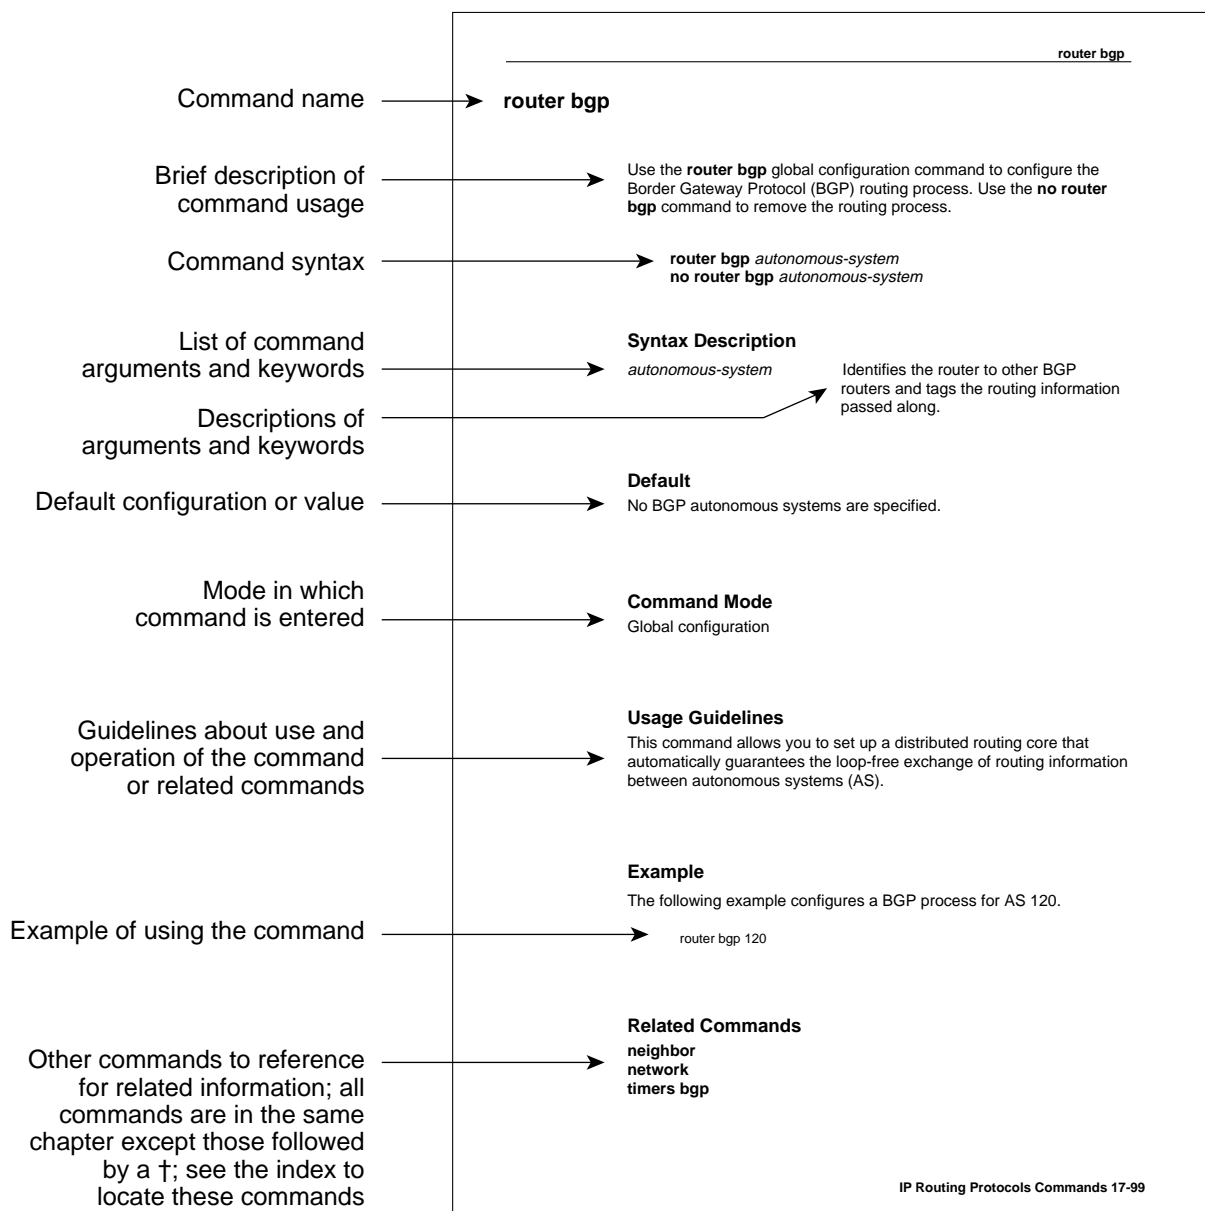 router bgp
Command name
router bgp
Brief description of
command usage
Use the router bgp global configuration command to configure the
Border Gateway Protocol (BGP) routing process. Use the no router
bgp command to remove the routing process.
Command syntax
router bgp autonomous-system
no router bgp autonomous-system
List of command
arguments and keywords
Syntax Description
autonomous-system
Identifies the router to other BGP
routers and tags the routing information
passed along.
Descriptions of
arguments and keywords
Default configuration or value
Default
No BGP autonomous systems are specified.
Mode in which
command is entered
Command Mode
Global configuration
Guidelines about use and
operation of the command
or related commands
Usage Guidelines
This command allows you to set up a distributed routing core that
automatically guarantees the loop-free exchange of routing information
between autonomous systems (AS).
Example
The following example configures a BGP process for AS 120.
Example of using the command
router bgp 120
Related Commands
neighbor
network
timers bgp
Other commands to reference
for related information; all
commands are in the same
chapter except those followed
by a †; see the index to
locate these commands
IP Routing Protocols Commands 17-99